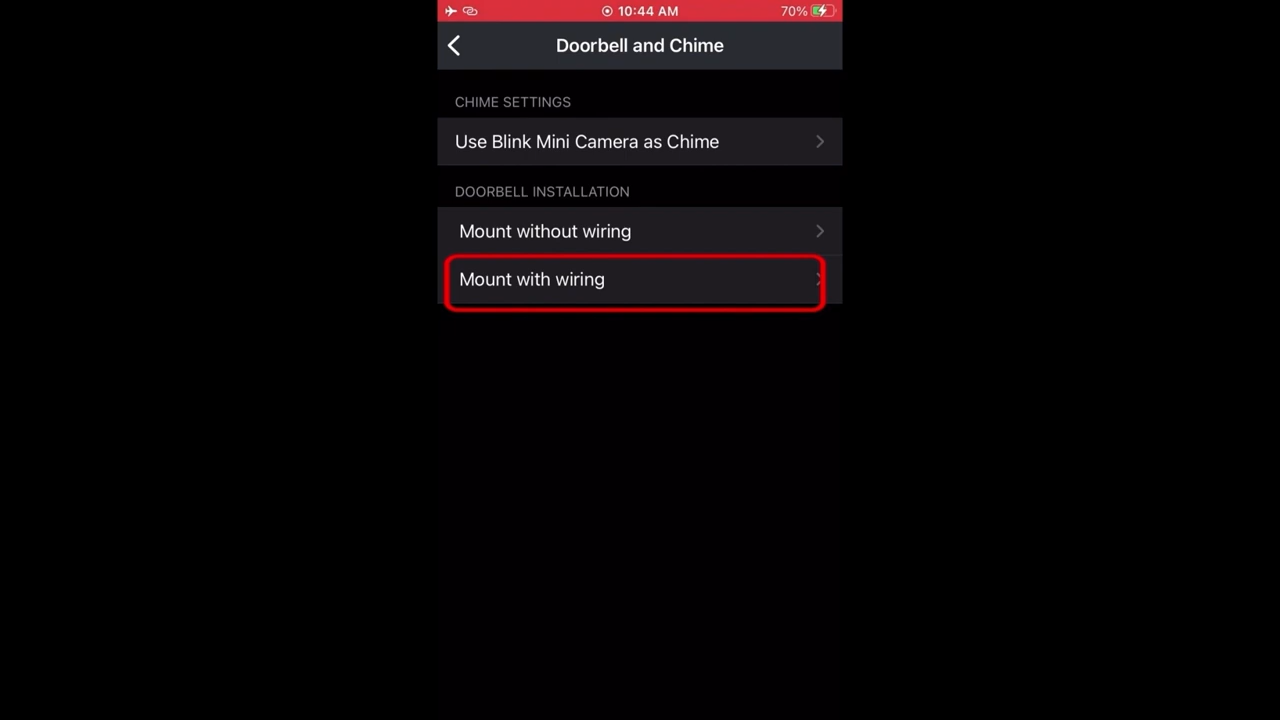 10:44 AM
70%
Doorbell and Chime
CHIME SETTINGS
Use Blink Mini Camera as Chime
DOORBELL INSTALLATION
Mount without wiring
Mount with wiring